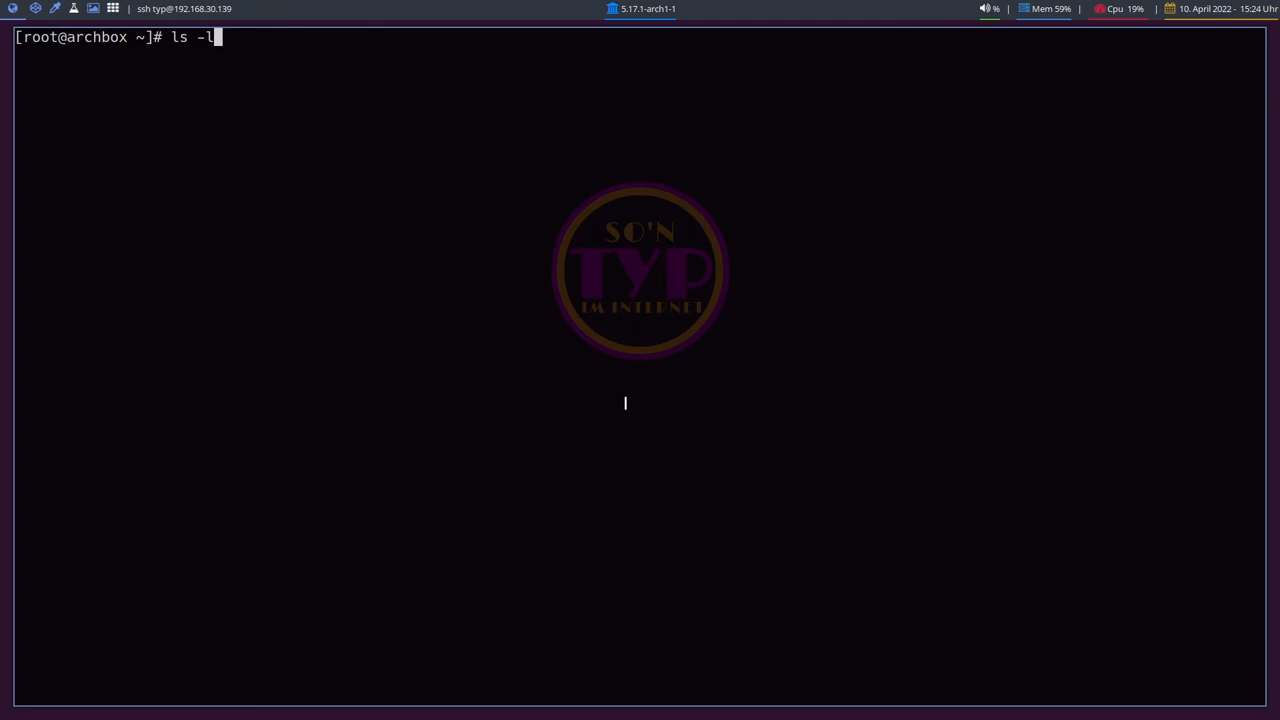 ssh typ@192.168.30.139
5.17.1-arch1-1
% | Mem 59% | Cpu 19% | 10. April 2022 - 15:24 Uhr
[root@archbox ~]# ls -l
SO'N
TYP
IM INTERNET